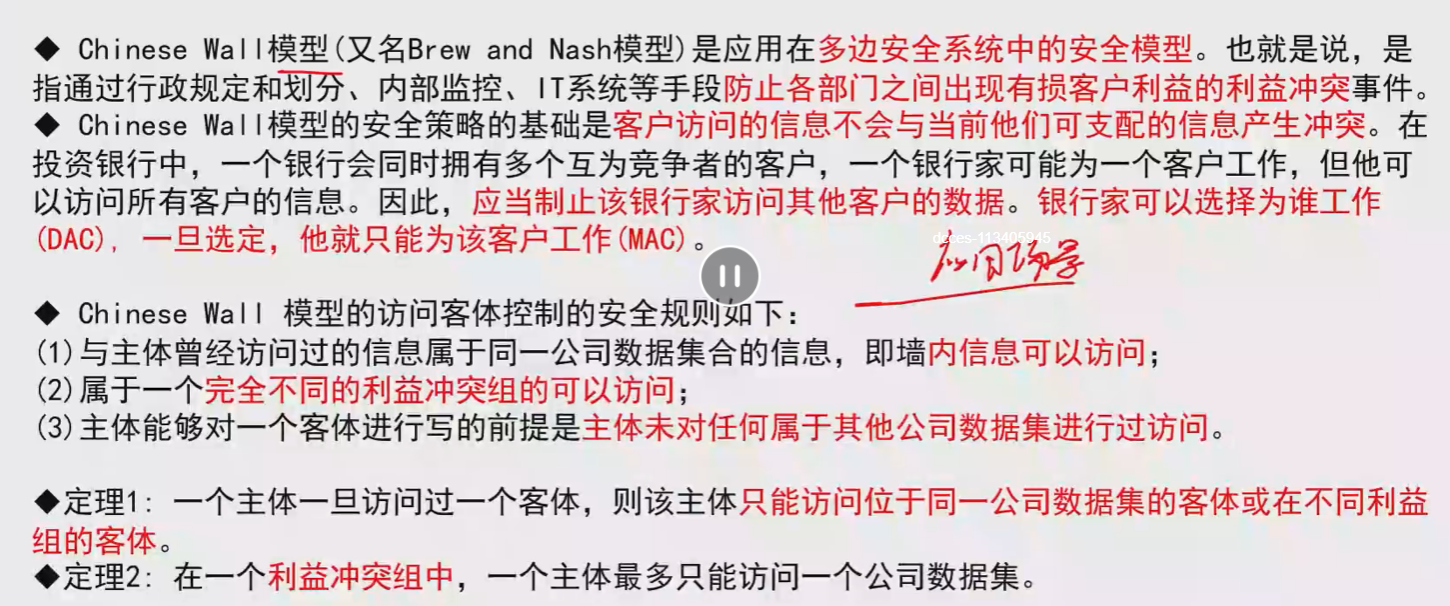 ◆ Chinese Wall模型(又名Brew and Nash模型)是应用在多边安全系统中的安全模型。也就是说，是
指通过行政规定和划分、内部监控、IT系统等手段防止各部门之间出现有损客户利益的利益冲突事件。
◆ Chinese Wall模型的安全策略的基础是客户访问的信息不会与当前他们可支配的信息产生冲突。在
投资银行中，一个银行会同时拥有多个互为竞争者的客户，一个银行家可能为一个客户工作，但他可
以访问所有客户的信息。因此，应当制止该银行家访问其他客户的数据。银行家可以选择为谁工作
(DAC)，一旦选定，他就只能为该客户工作(MAC)。
dcces-113405945
应用场景
◆ Chinese Wall 模型的访问客体控制的安全规则如下：
(1)与主体曾经访问过的信息属于同一公司数据集合的信息，即墙内信息可以访问；
(2)属于一个完全不同的利益冲突组的可以访问；
(3)主体能够对一个客体进行写的前提是主体未对任何属于其他公司数据集进行过访问。
◆定理1：一个主体一旦访问过一个客体，则该主体只能访问位于同一公司数据集的客体或在不同利益
组的客体。
◆定理2：在一个利益冲突组中，一个主体最多只能访问一个公司数据集。